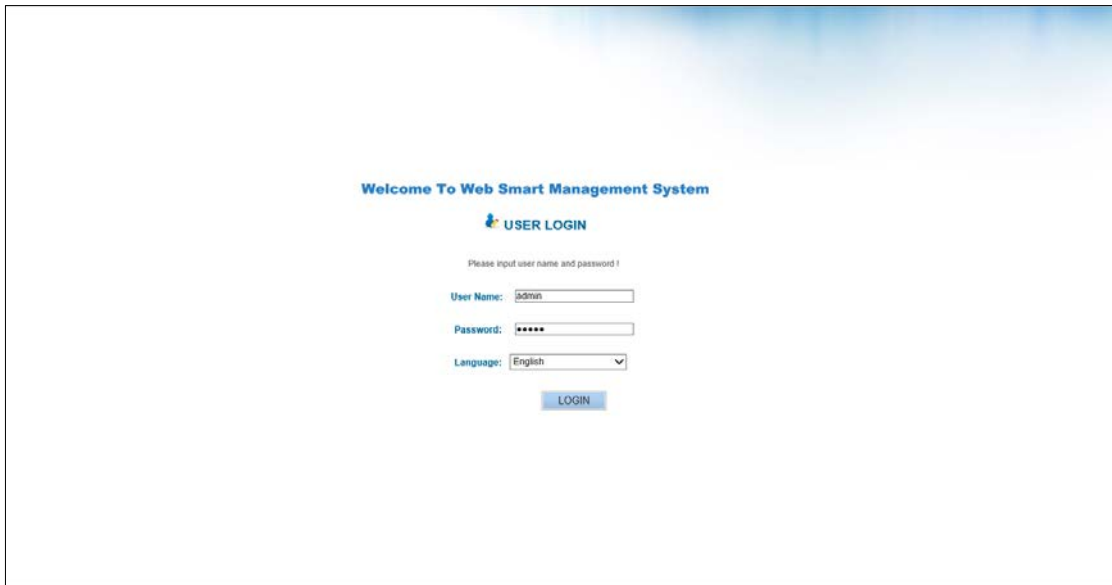 Welcome To Web Smart Management System
USER LOGIN
Please input user name and password !
User Name: admin
Password: •••••
Language: English
LOGIN